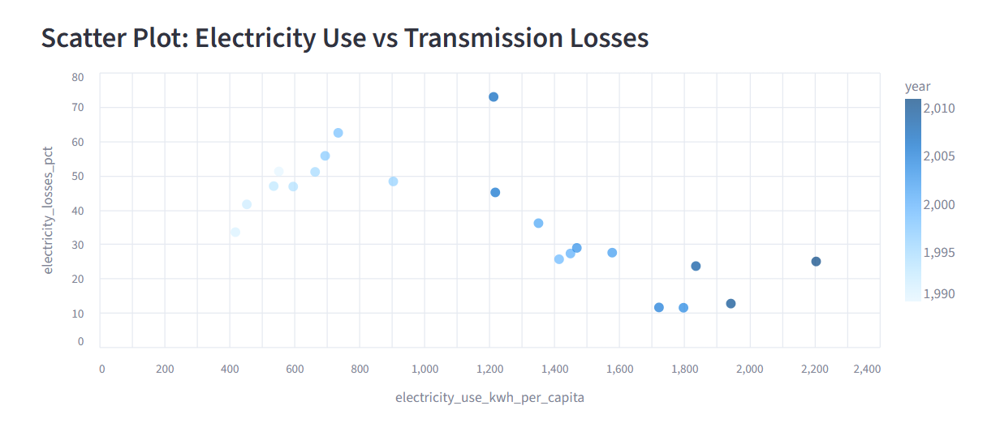 Scatter Plot: Electricity Use vs Transmission Losses
80
70
60
50
40
30
20
10
0
electricity_losses_pct
0 200 400 600 800 1,000 1,200 1,400 1,600 1,800 2,000 2,200 2,400
electricity_use_kwh_per_capita
year
2,010
2,005
2,000
1,995
1,990